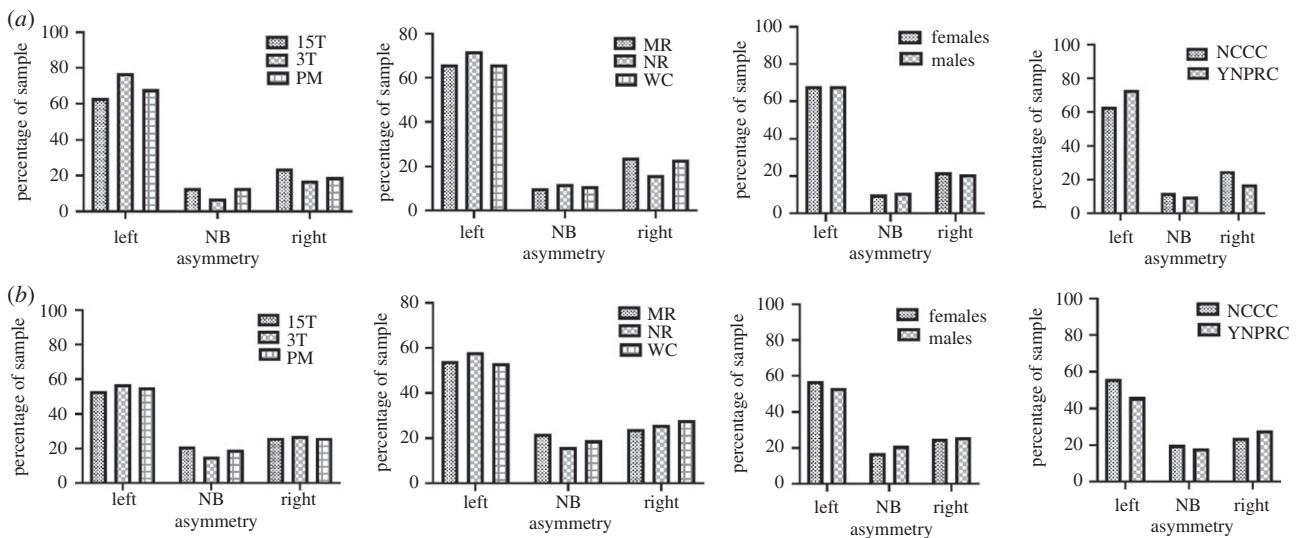 (a)
percentage of sample
100
80
60
40
20
0
15T
3T
PM
left NB right
asymmetry
percentage of sample
80
60
40
20
0
MR
NR
WC
left NB right
asymmetry
percentage of sample
100
80
60
40
20
0
females
males
left NB right
asymmetry
percentage of sample
100
80
60
40
20
0
NCCC
YNPRC
left NB right
asymmetry
(b)
percentage of sample
100
80
60
40
20
0
15T
3T
PM
left NB right
asymmetry
percentage of sample
80
60
40
20
0
MR
NR
WC
left NB right
asymmetry
percentage of sample
100
80
60
40
20
0
females
males
left NB right
asymmetry
percentage of sample
100
80
60
40
20
0
NCCC
YNPRC
left NB right
asymmetry